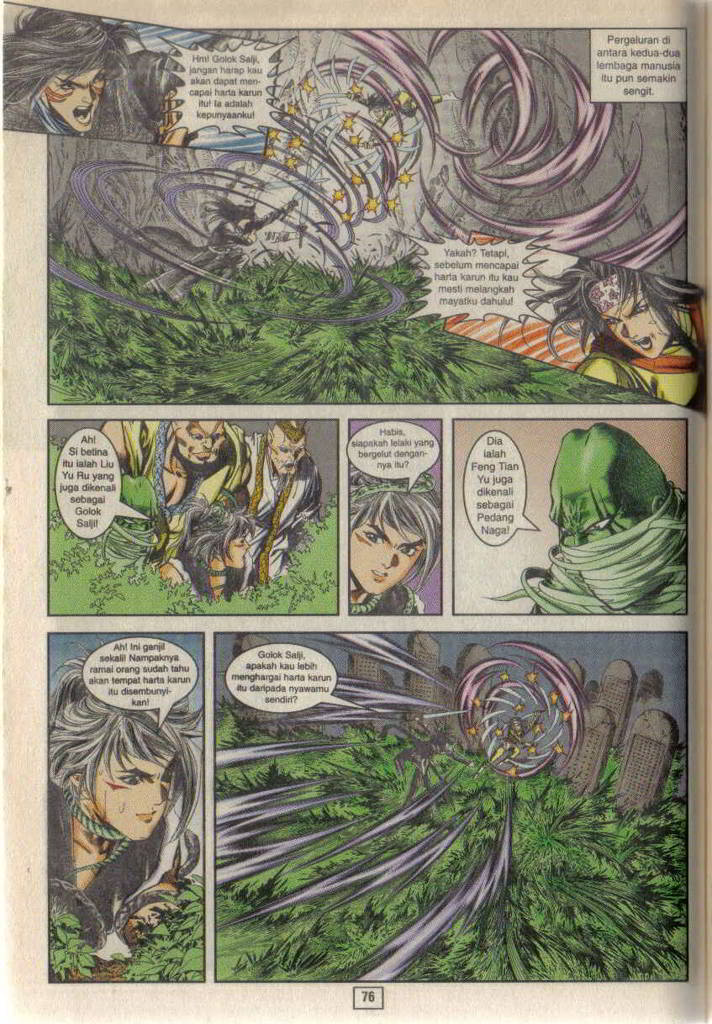 Hm! Golok Salji,
jangan harap kau
akan dapat men-
capai harta karun
itu! Ia adalah
kepunyaanku!
Pergeluran di
antara kedua-dua
lembaga manusia
itu pun semakin
sengit.
Yakah? Tetapi,
sebelum mencapai
harta karun itu kau
mesti melangkah
mayatku dahulu!
Ah!
Si betina
itu ialah Liu
Yu Ru yang
juga dikenali
sebagai
Golok
Salji!
Habis,
siapakah lelaki yang
bergelut dengan-
nya itu?
Dia
ialah
Feng Tian
Yu juga
dikenali
sebagai
Pedang
Naga!
Ah! Ini ganjil
sekali! Nampaknya
ramai orang sudah tahu
akan tempat harta karun
itu disembunyi-
kan!
Golok Salji,
apakah kau lebih
menghargai harta karun
itu daripada nyawamu
sendiri?
76